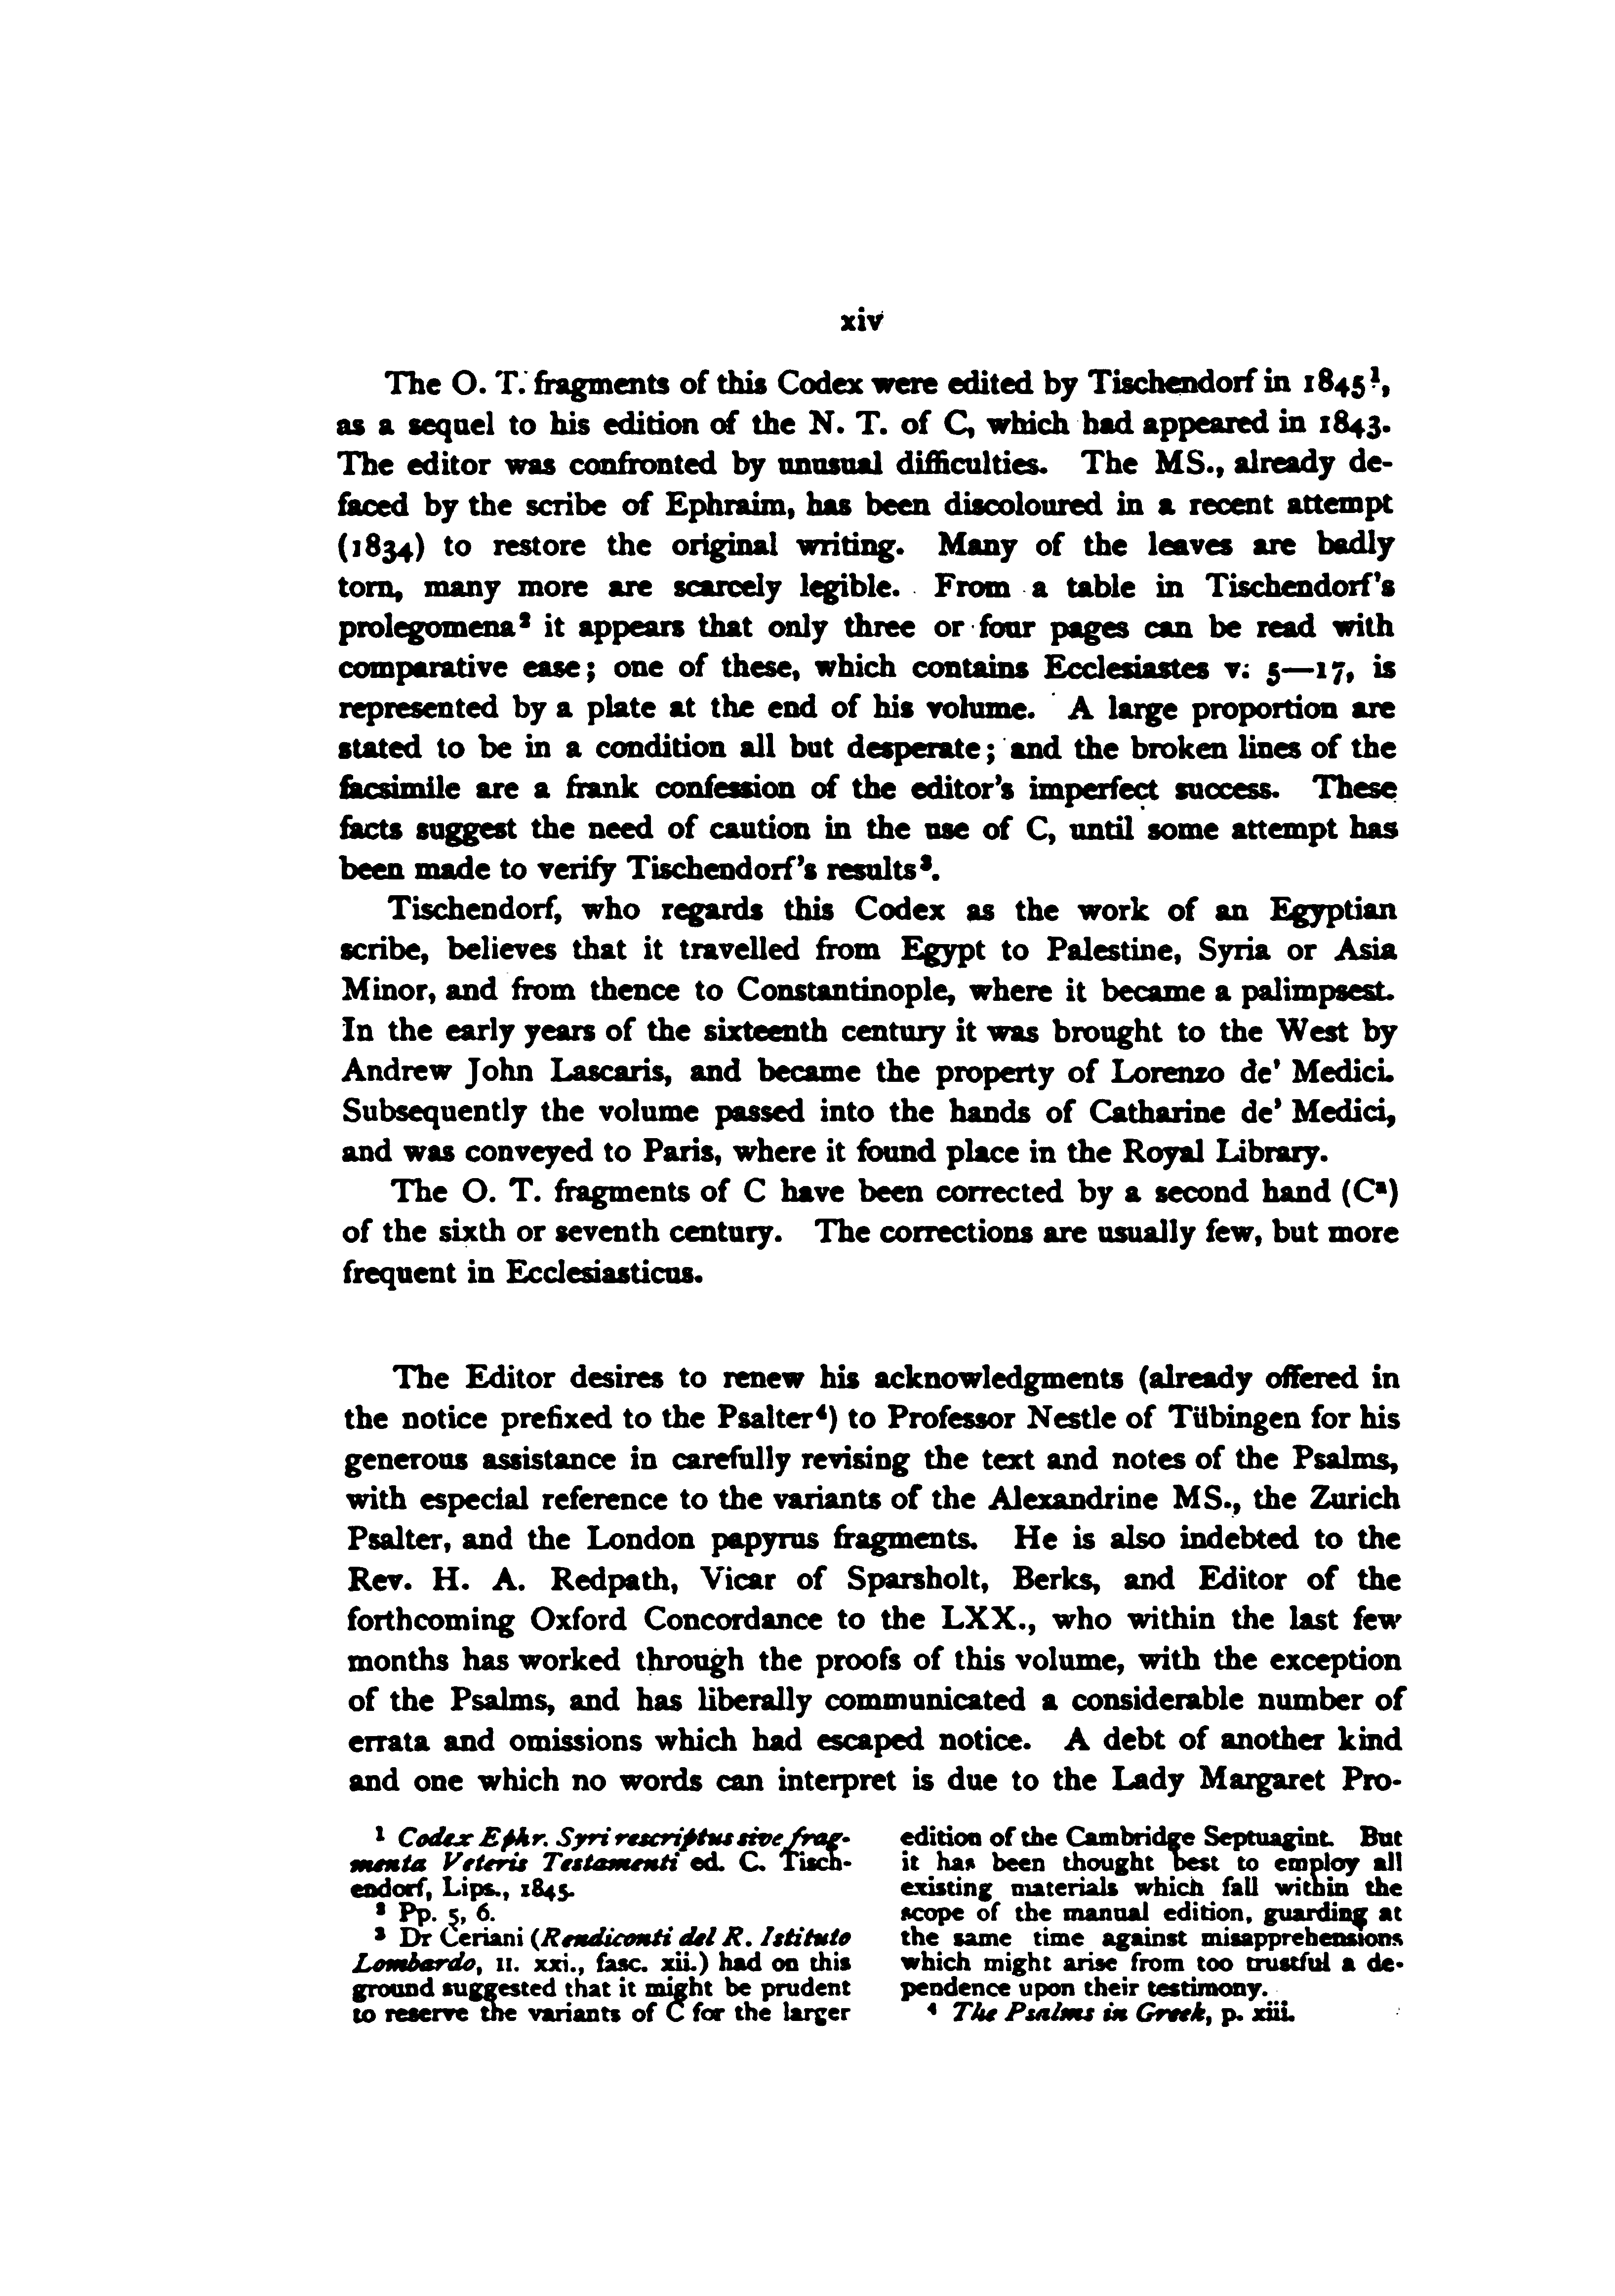 xiv
The O. T. fragments of this Codex were edited by Tischendorf in 1845¹,
as a sequel to his edition of the N. T. of C, which had appeared in 1843.
The editor was confronted by unusual difficulties. The MS., already de-
faced by the scribe of Ephraim, has been discoloured in a recent attempt
(1834) to restore the original writing. Many of the leaves are badly
torn, many more are scarcely legible. From a table in Tischendorf's
prolegomena² it appears that only three or four pages can be read with
comparative ease; one of these, which contains Ecclesiastes v. 5—17, is
represented by a plate at the end of his volume. A large proportion are
stated to be in a condition all but desperate; and the broken lines of the
facsimile are a frank confession of the editor's imperfect success. These
facts suggest the need of caution in the use of C, until some attempt has
been made to verify Tischendorf's results³.
Tischendorf, who regards this Codex as the work of an Egyptian
scribe, believes that it travelled from Egypt to Palestine, Syria or Asia
Minor, and from thence to Constantinople, where it became a palimpsest.
In the early years of the sixteenth century it was brought to the West by
Andrew John Lascaris, and became the property of Lorenzo de' Medici.
Subsequently the volume passed into the hands of Catharine de' Medici,
and was conveyed to Paris, where it found place in the Royal Library.
The O. T. fragments of C have been corrected by a second hand (Cᵃ)
of the sixth or seventh century. The corrections are usually few, but more
frequent in Ecclesiasticus.
The Editor desires to renew his acknowledgments (already offered in
the notice prefixed to the Psalter⁴) to Professor Nestle of Tübingen for his
generous assistance in carefully revising the text and notes of the Psalms,
with especial reference to the variants of the Alexandrine MS., the Zurich
Psalter, and the London papyrus fragments. He is also indebted to the
Rev. H. A. Redpath, Vicar of Sparsholt, Berks, and Editor of the
forthcoming Oxford Concordance to the LXX., who within the last few
months has worked through the proofs of this volume, with the exception
of the Psalms, and has liberally communicated a considerable number of
errata and omissions which had escaped notice. A debt of another kind
and one which no words can interpret is due to the Lady Margaret Pro-
¹ Codex Ephr. Syri rescriptus sive frag-
menta Veteris Testamenti ed. C. Tisch-
endorf, Lips., 1845.
² Pp. 5, 6.
³ Dr Ceriani (Rendiconti del R. Istituto
Lombardo, II. xxi., fasc. xii.) had on this
ground suggested that it might be prudent
to reserve the variants of C for the larger
edition of the Cambridge Septuagint. But
it has been thought best to employ all
existing materials which fall within the
scope of the manual edition, guarding at
the same time against misapprehensions
which might arise from too trustful a de-
pendence upon their testimony.
⁴ The Psalms in Greek, p. xiii.